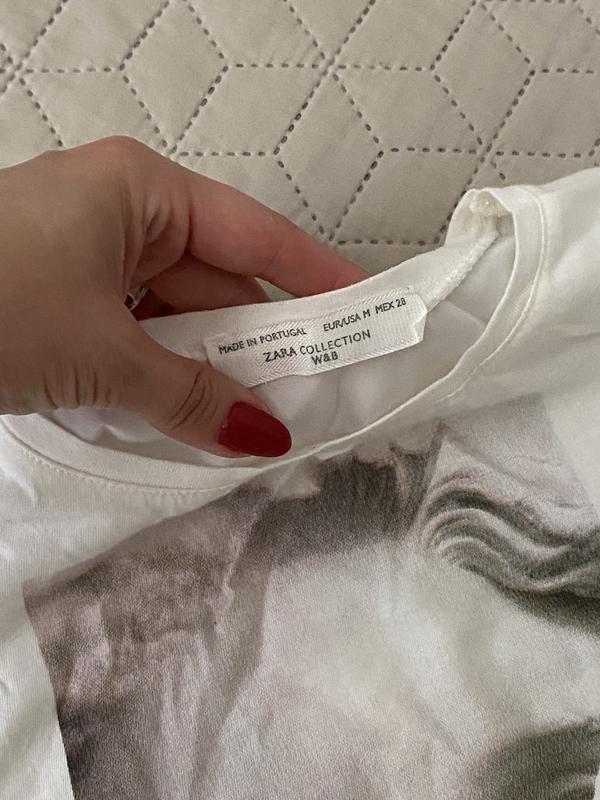 MADE IN PORTUGAL EUR/USA M MEX 28
ZARA COLLECTION
W&B